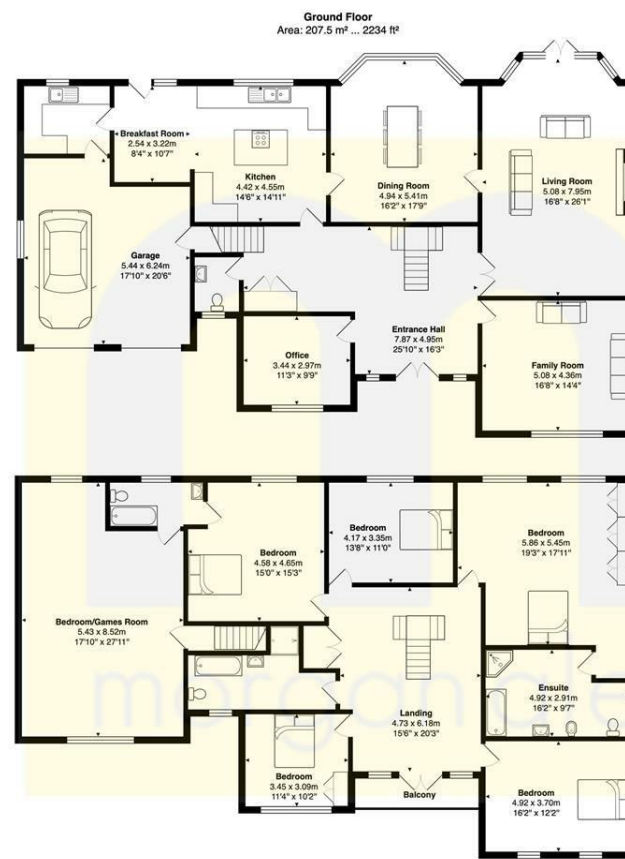 Ground Floor
Area: 207.5 m² ... 2234 ft²
Breakfast Room
2.54 x 3.22m
8'4" x 10'7"
Kitchen
4.42 x 4.55m
14'6" x 14'11"
Dining Room
4.94 x 5.41m
16'2" x 17'9"
Living Room
5.08 x 7.95m
16'8" x 26'1"
Garage
5.44 x 6.24m
17'10" x 20'6"
Entrance Hall
7.87 x 4.95m
25'10" x 16'3"
Office
3.44 x 2.97m
11'3" x 9'9"
Family Room
5.08 x 4.36m
16'8" x 14'4"
Bedroom
4.17 x 3.35m
13'8" x 11'0"
Bedroom
4.58 x 4.65m
15'0" x 15'3"
Bedroom
5.86 x 5.45m
19'3" x 17'11"
Bedroom/Games Room
5.43 x 8.52m
17'10" x 27'11"
Ensuite
4.92 x 2.91m
16'2" x 9'7"
Landing
4.73 x 6.18m
15'6" x 20'3"
Bedroom
3.45 x 3.09m
11'4" x 10'2"
Balcony
Bedroom
4.92 x 3.70m
16'2" x 12'2"